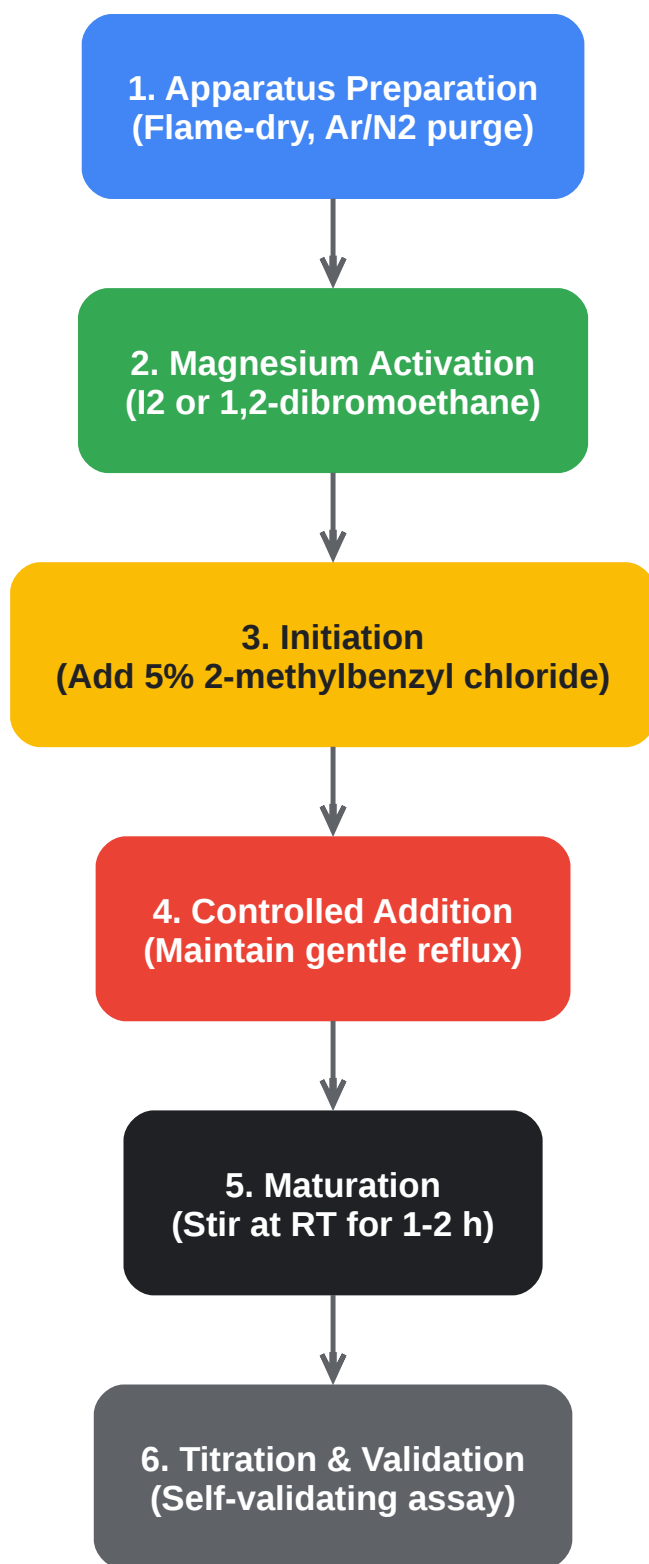 1. Apparatus Preparation
(Flame-dry, Ar/N2 purge)
2. Magnesium Activation
(I2 or 1,2-dibromoethane)
3. Initiation
(Add 5% 2-methylbenzyl chloride)
4. Controlled Addition
(Maintain gentle reflux)
5. Maturation
(Stir at RT for 1-2 h)
6. Titration & Validation
(Self-validating assay)